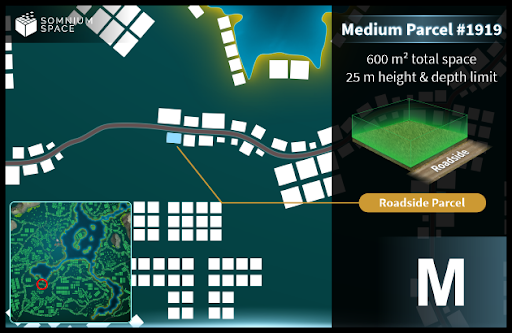 SOMNIUM
SPACE
Medium Parcel #1919
600 m² total space
25 m height & depth limit
Roadside
Roadside Parcel
M